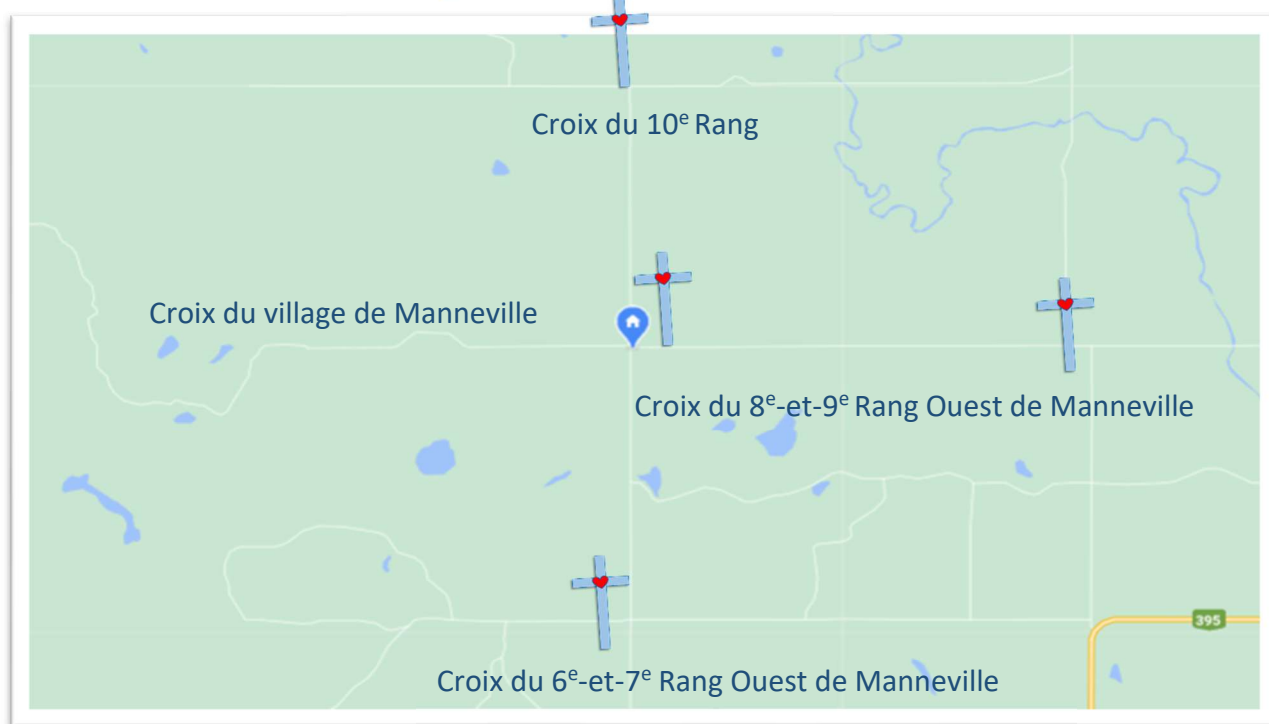 Croix du 10e Rang
Croix du village de Manneville
Croix du 8e-et-9e Rang Ouest de Manneville
395
Croix du 6e-et-7e Rang Ouest de Manneville